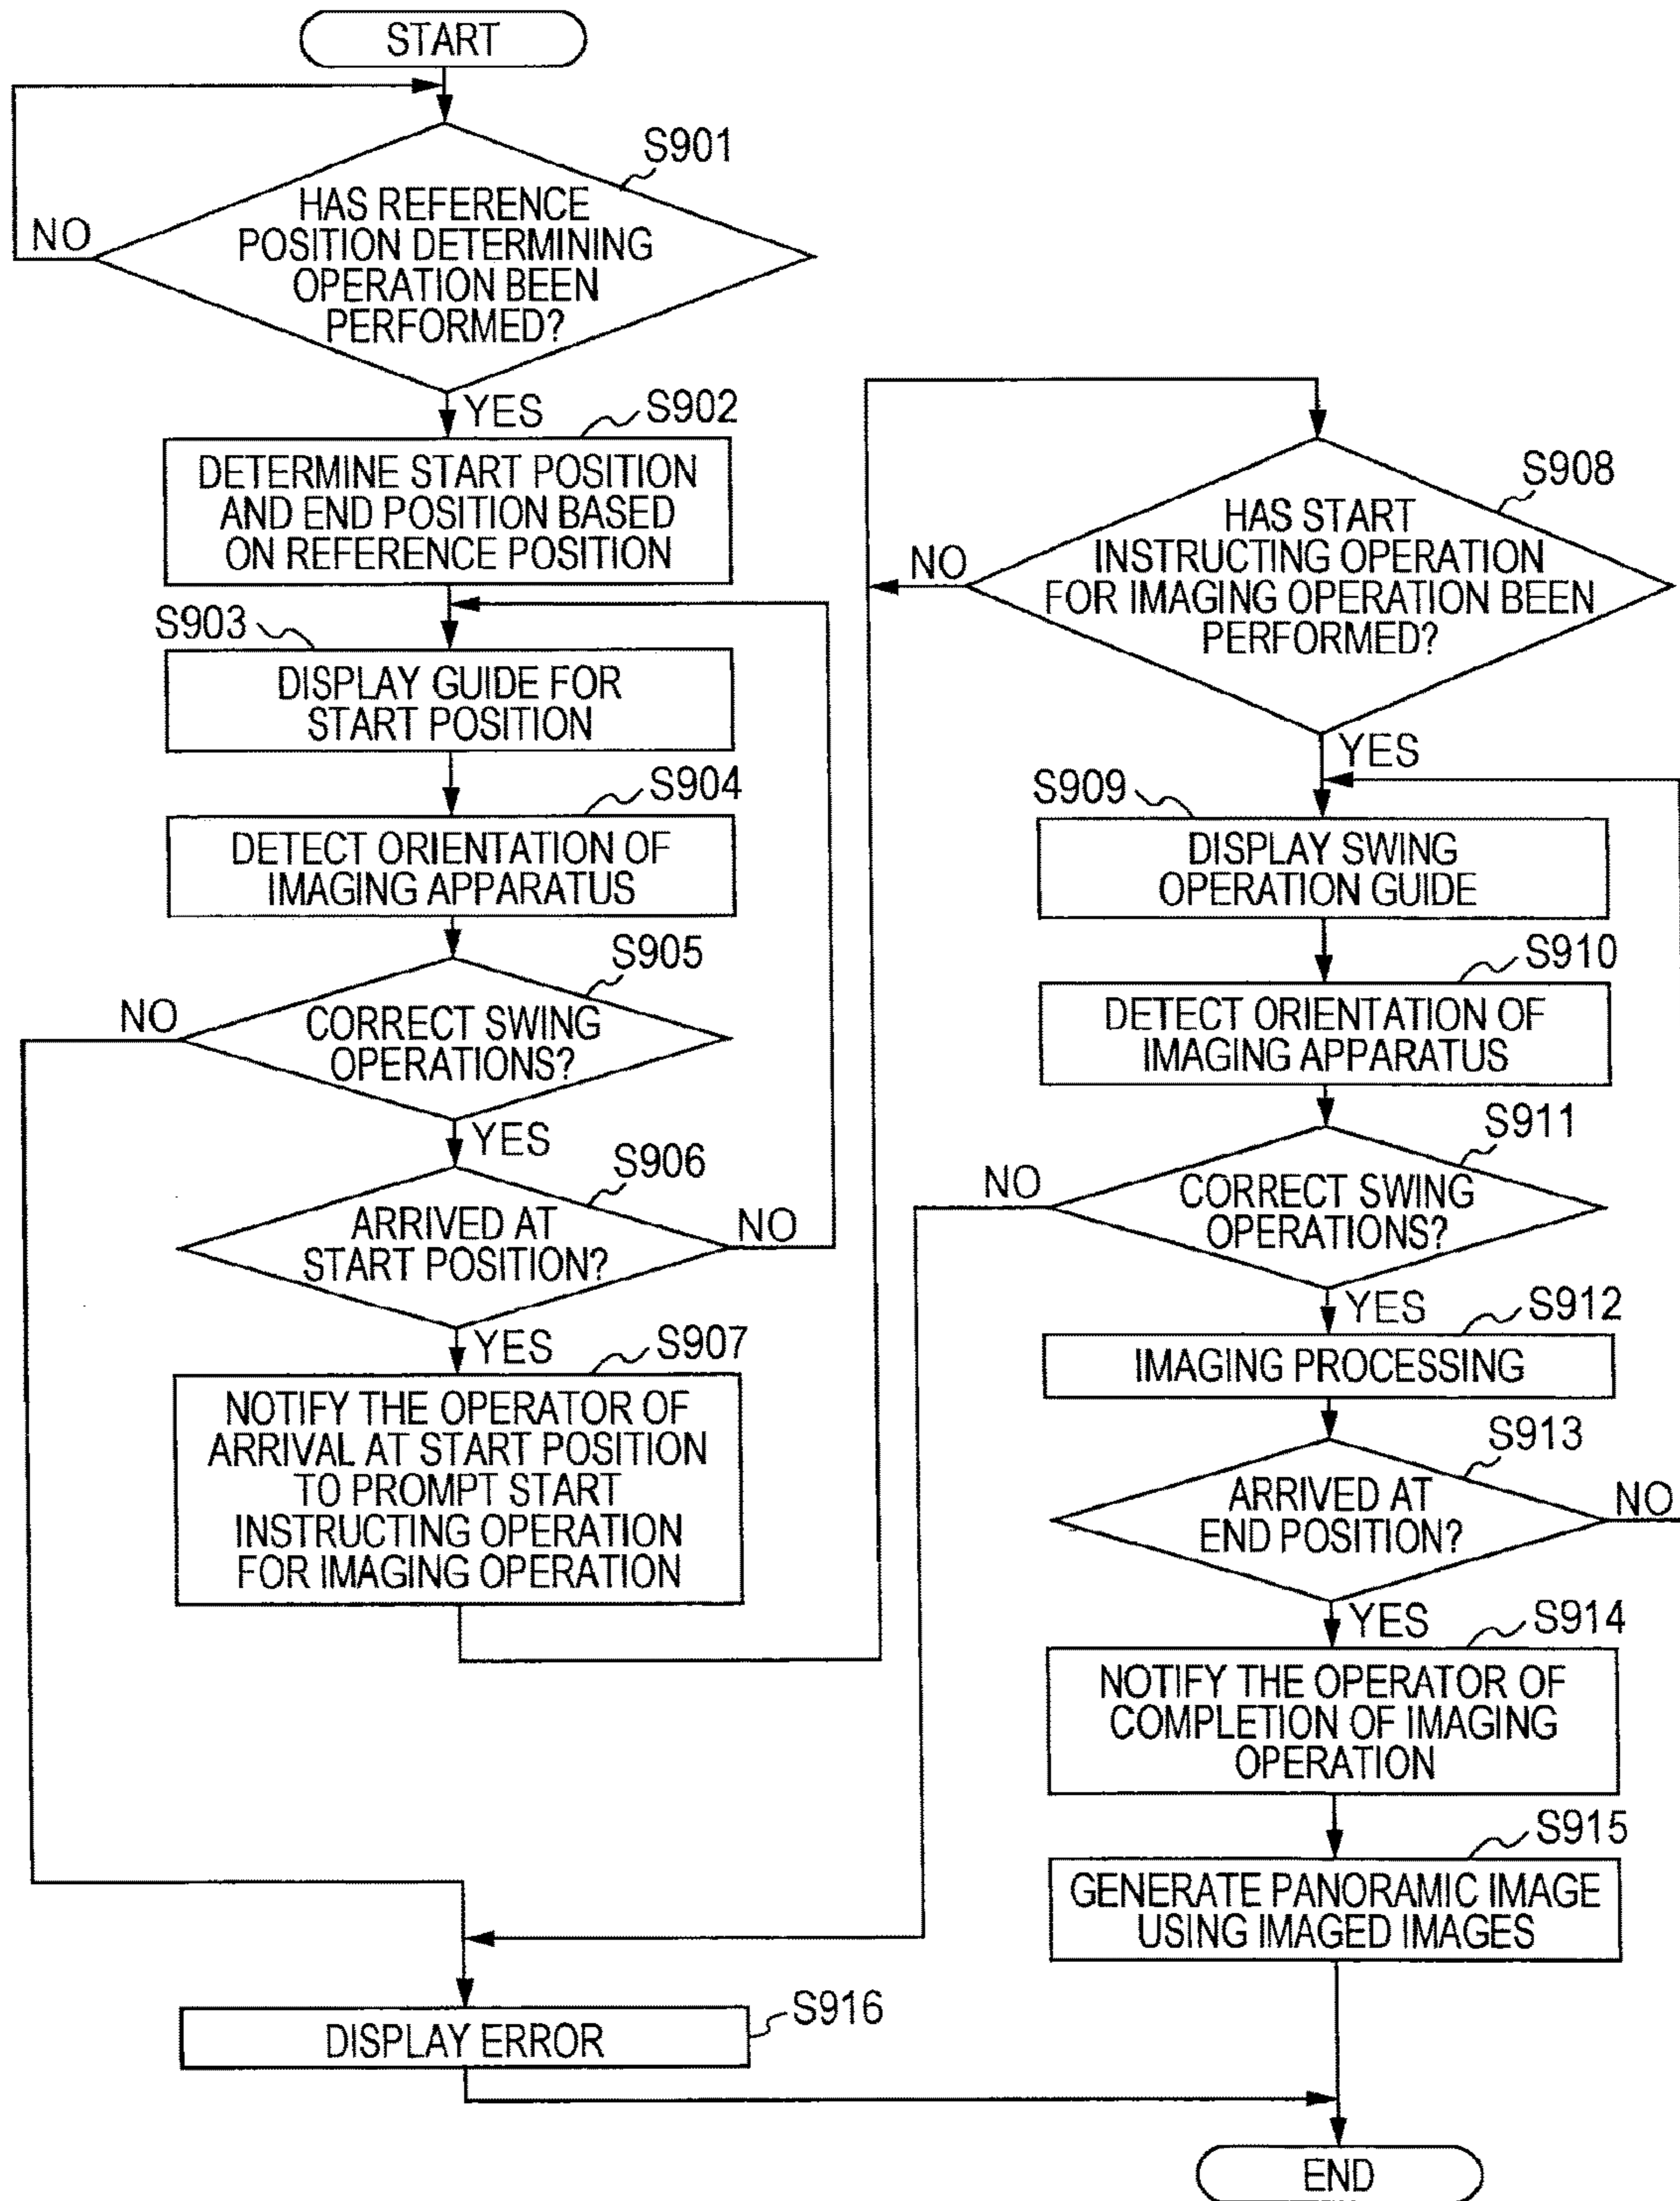 START
S901
HAS REFERENCE
POSITION DETERMINING
OPERATION BEEN
PERFORMED?
NO
YES
S902
DETERMINE START POSITION
AND END POSITION BASED
ON REFERENCE POSITION
S903
DISPLAY GUIDE FOR
START POSITION
S904
DETECT ORIENTATION OF
IMAGING APPARATUS
S905
NO
CORRECT SWING
OPERATIONS?
YES
S906
ARRIVED AT
START POSITION?
NO
YES
S907
NOTIFY THE OPERATOR OF
ARRIVAL AT START POSITION
TO PROMPT START
INSTRUCTING OPERATION
FOR IMAGING OPERATION
S908
HAS START
INSTRUCTING OPERATION
FOR IMAGING OPERATION BEEN
PERFORMED?
NO
YES
S909
DISPLAY SWING
OPERATION GUIDE
S910
DETECT ORIENTATION OF
IMAGING APPARATUS
S911
NO
CORRECT SWING
OPERATIONS?
YES
S912
IMAGING PROCESSING
S913
ARRIVED AT
END POSITION?
NO
YES
S914
NOTIFY THE OPERATOR OF
COMPLETION OF IMAGING
OPERATION
S915
GENERATE PANORAMIC IMAGE
USING IMAGED IMAGES
S916
DISPLAY ERROR
END